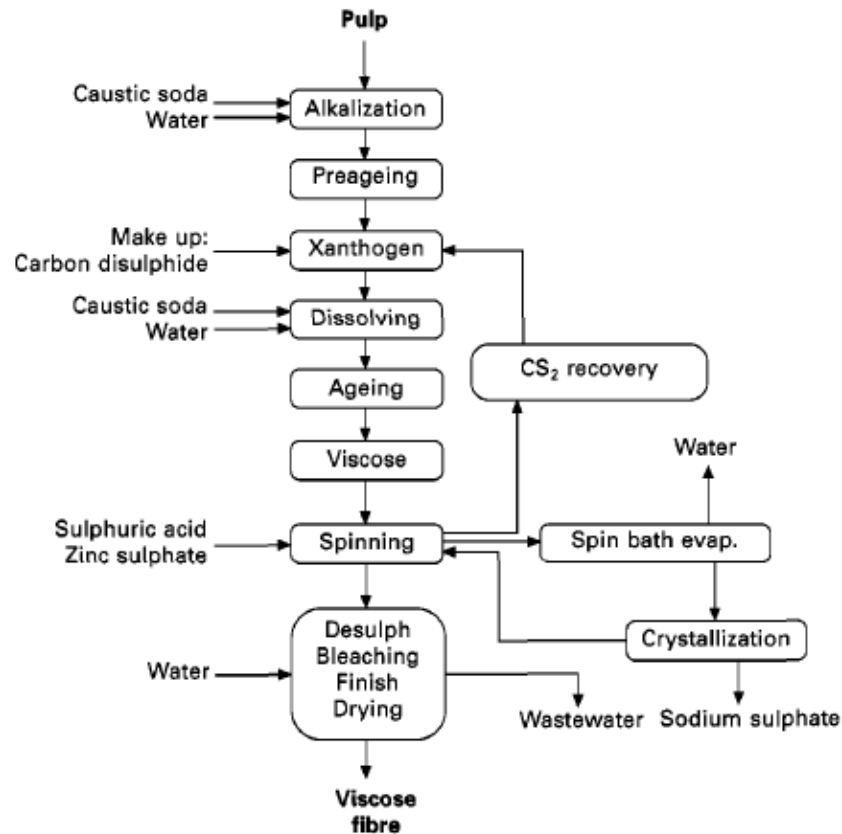 Pulp
Caustic soda
Water
Alkalization
Preageing
Make up:
Carbon disulphide
Xanthogen
Caustic soda
Water
Dissolving
CS₂ recovery
Ageing
Viscose
Water
Sulphuric acid
Zinc sulphate
Spinning
Spin bath evap.
Desulph
Bleaching
Finish
Drying
Crystallization
Water
Wastewater
Sodium sulphate
Viscose
fibre